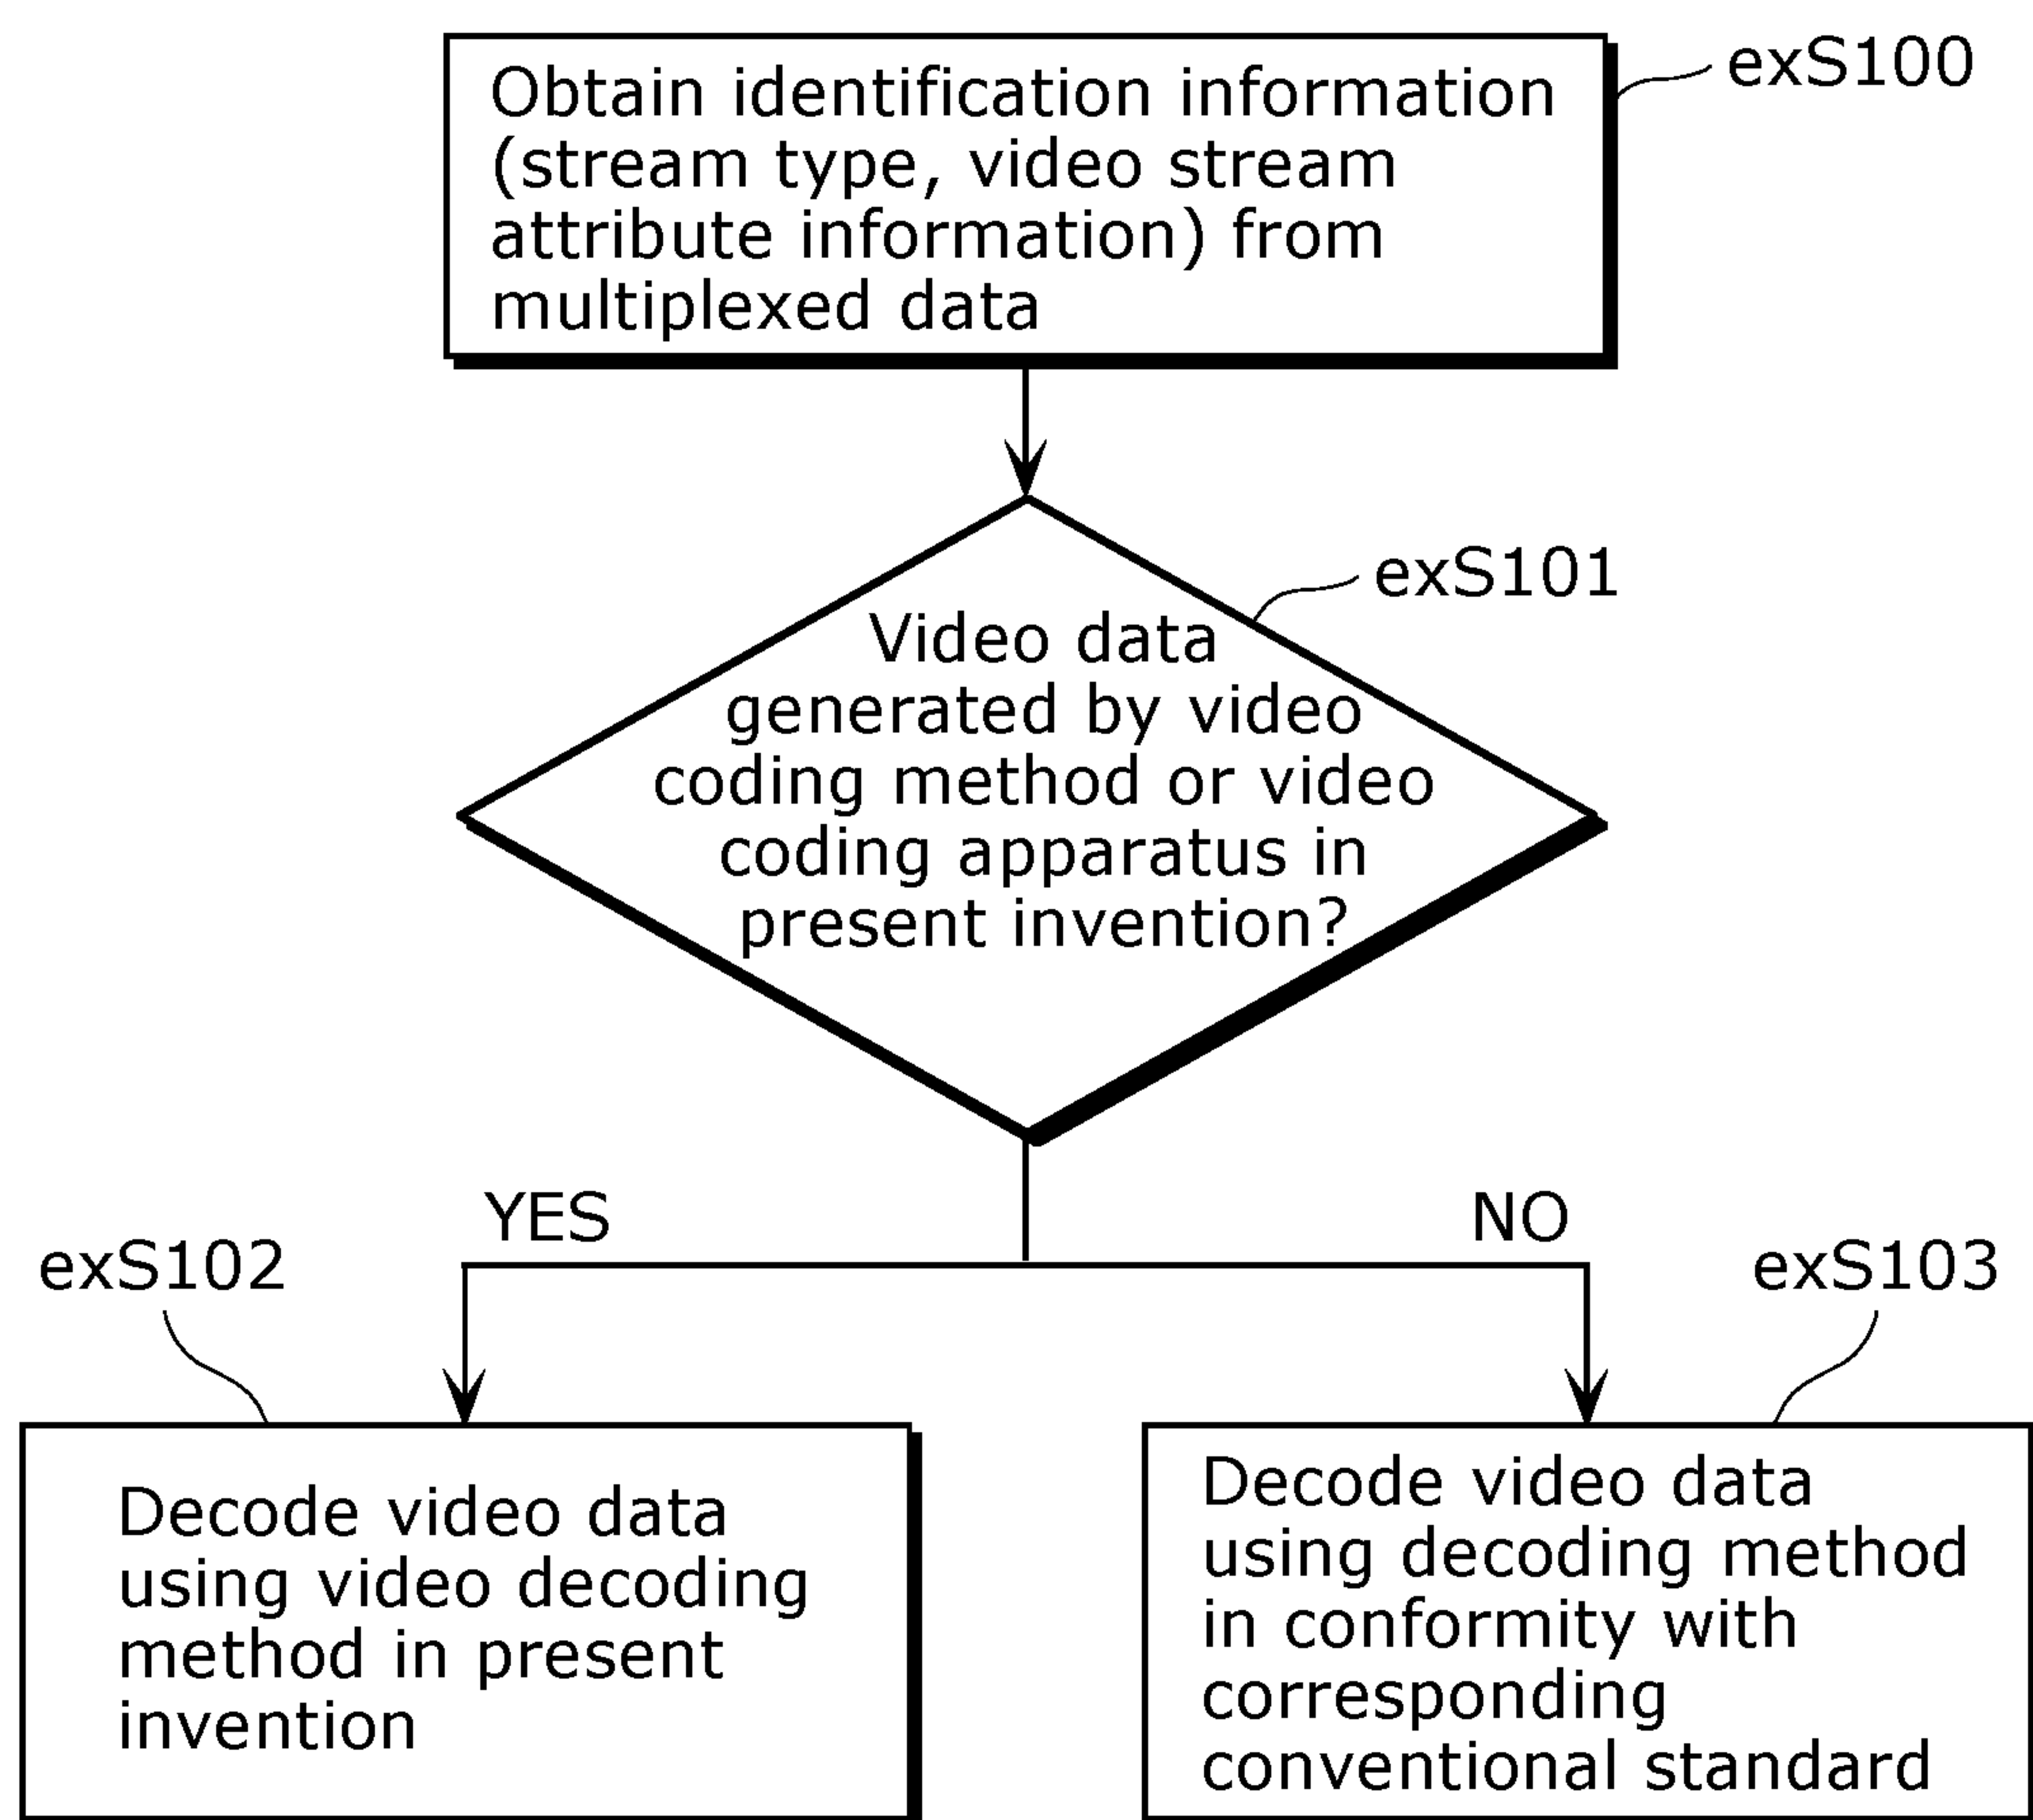 Obtain identification information
(stream type, video stream
attribute information) from
multiplexed data
exS100
exS101
Video data
generated by video
coding method or video
coding apparatus in
present invention?
YES
NO
exS102
exS103
Decode video data
using video decoding
method in present
invention
Decode video data
using decoding method
in conformity with
corresponding
conventional standard